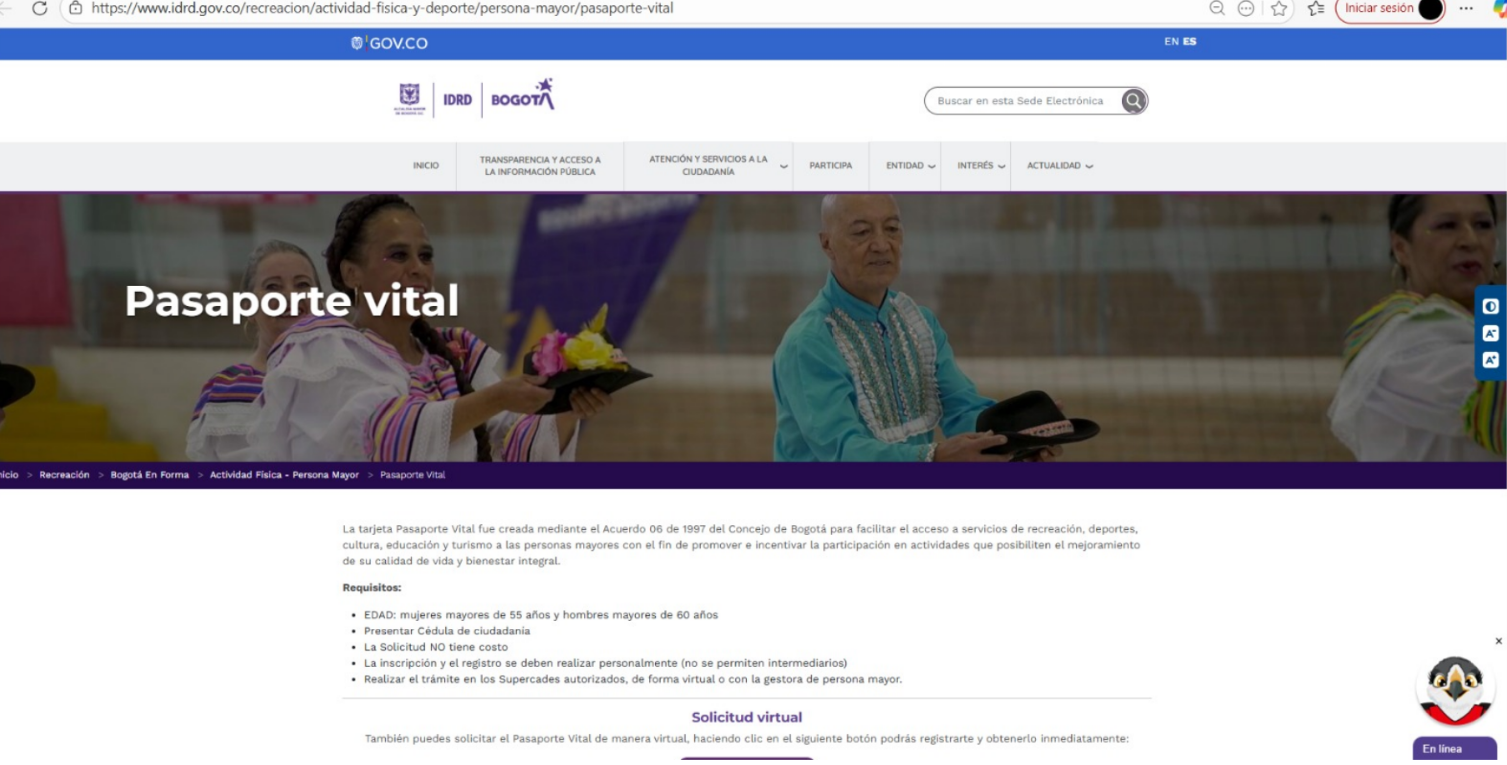 https://www.idrd.gov.co/recreacion/actividad-fisica-y-deporte/persona-mayor/pasaporte-vital
Iniciar sesión
GOV.CO
EN ES
IDRD
BOGOTÁ
Buscar en esta Sede Electrónica
INICIO
TRANSPARENCIA Y ACCESO A
LA INFORMACIÓN PÚBLICA
ATENCIÓN Y SERVICIOS A LA
CIUDADANÍA
PARTICIPA
ENTIDAD
INTERÉS
ACTUALIDAD
Pasaporte vital
nicio > Recreación > Bogotá En Forma > Actividad Física - Persona Mayor > Pasaporte Vital
La tarjeta Pasaporte Vital fue creada mediante el Acuerdo 06 de 1997 del Concejo de Bogotá para facilitar el acceso a servicios de recreación, deportes,
cultura, educación y turismo a las personas mayores con el fin de promover e incentivar la participación en actividades que posibiliten el mejoramiento
de su calidad de vida y bienestar integral.
Requisitos:
• EDAD: mujeres mayores de 55 años y hombres mayores de 60 años
• Presentar Cédula de ciudadanía
• La Solicitud NO tiene costo
• La inscripción y el registro se deben realizar personalmente (no se permiten intermediarios)
• Realizar el trámite en los Supercades autorizados, de forma virtual o con la gestora de persona mayor.
Solicitud virtual
También puedes solicitar el Pasaporte Vital de manera virtual, haciendo clic en el siguiente botón podrás registrarte y obtenerlo inmediatamente:
En línea